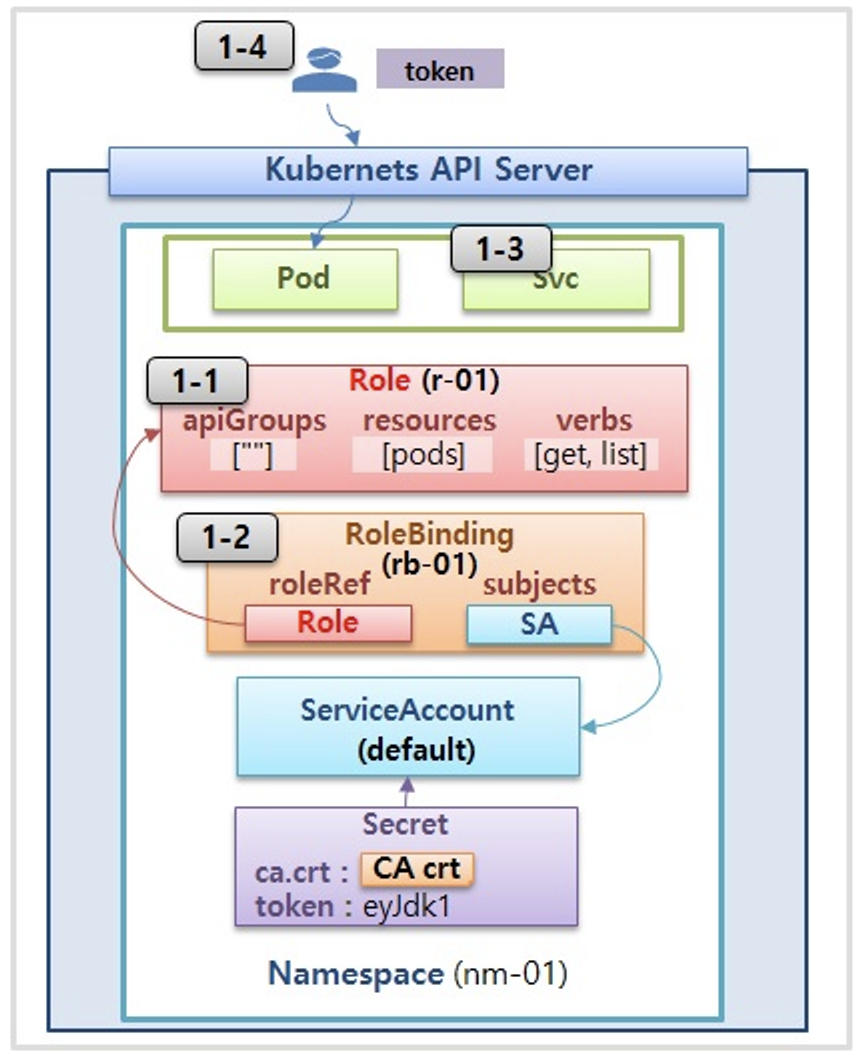 1-4
token
Kubernets API Server
1-3
Pod
Svc
1-1
Role (r-01)
apiGroups resources verbs
[""] [pods] [get, list]
1-2
RoleBinding
(rb-01)
roleRef subjects
Role SA
ServiceAccount
(default)
Secret
ca.crt : CA crt
token : eyJdk1
Namespace (nm-01)